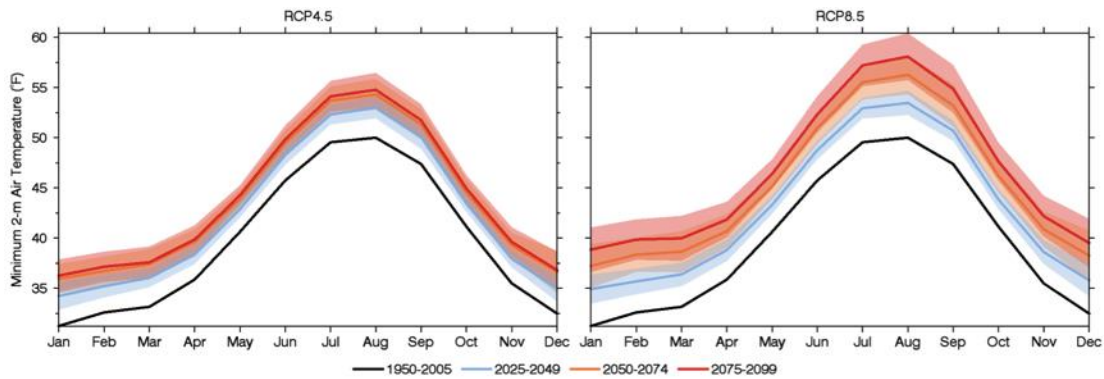 RCP4.5
RCP8.5
Minimum 2-m Air Temperature (°F)
60
55
50
45
40
35
Jan Feb Mar Apr May Jun Jul Aug Sep Oct Nov Dec
Jan Feb Mar Apr May Jun Jul Aug Sep Oct Nov Dec
1950-2005 2025-2049 2050-2074 2075-2099